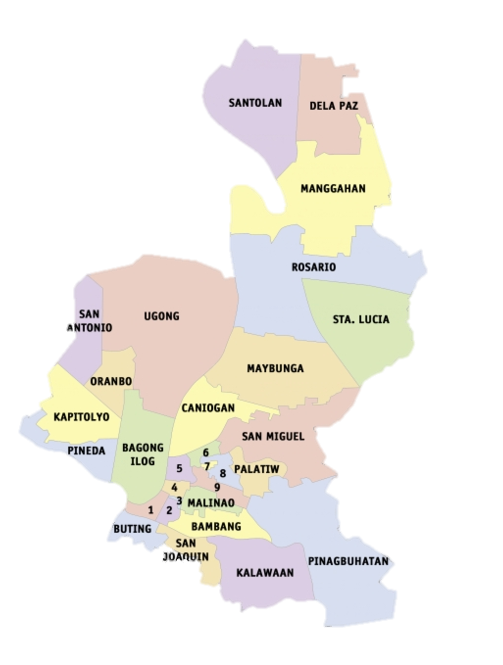 SANTOLAN
DELA PAZ
MANGGAHAN
ROSARIO
SAN
ANTONIO
UGONG
STA. LUCIA
MAYBUNGA
ORANBO
CANIOGAN
KAPITOLYO
SAN MIGUEL
PINEDA
BAGONG
ILOG
6
7
5
8
PALATIW
4
9
3
MALINAO
1
2
BUTING
BAMBANG
SAN
JOAQUIN
KALAWAAN
PINAGBUHATAN